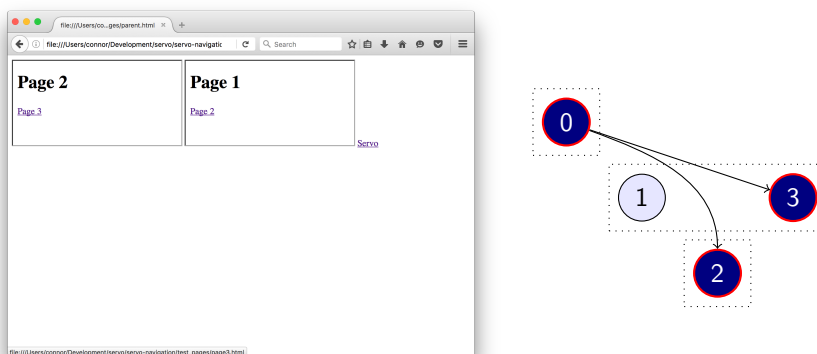 file:///Users/co...ges/parent.html × +
file:///Users/connor/Development/servo/servo-navigatic
Search
Page 2
Page 3
Page 1
Page 2
Servo
file:///Users/connor/Development/servo/servo-navigation/test_pages/page3.html
0
1
3
2